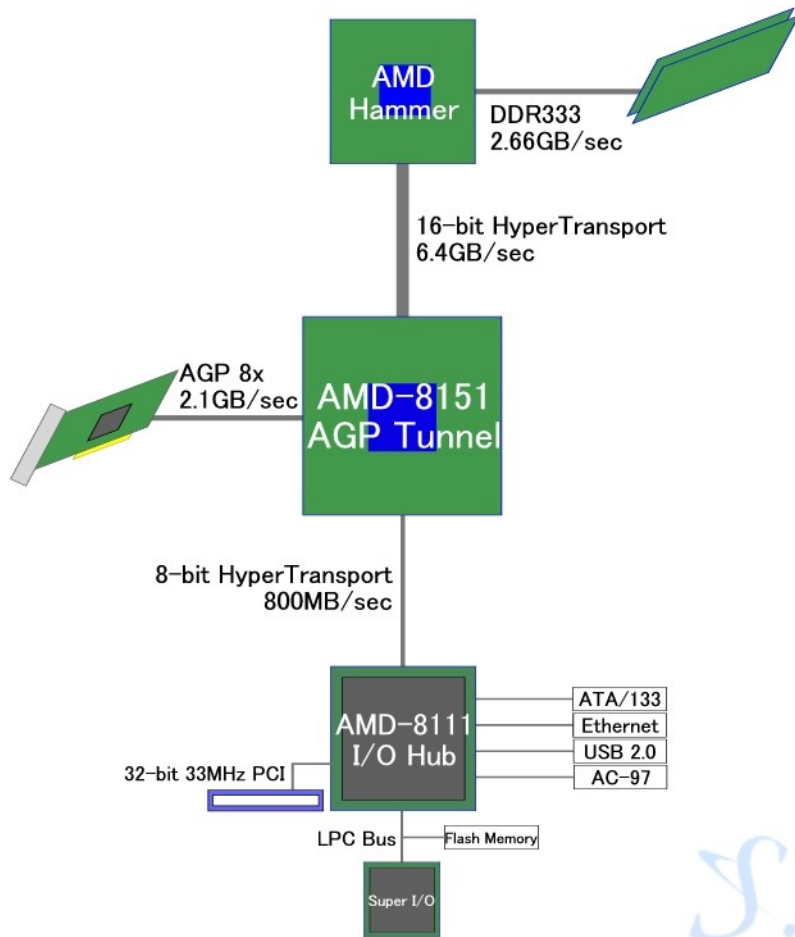 AMD
Hammer
DDR333
2.66GB/sec
16-bit HyperTransport
6.4GB/sec
AGP 8x
2.1GB/sec
AMD-8151
AGP Tunnel
8-bit HyperTransport
800MB/sec
AMD-8111
I/O Hub
ATA/133
Ethernet
USB 2.0
AC-97
32-bit 33MHz PCI
LPC Bus
Flash Memory
Super I/O
S.